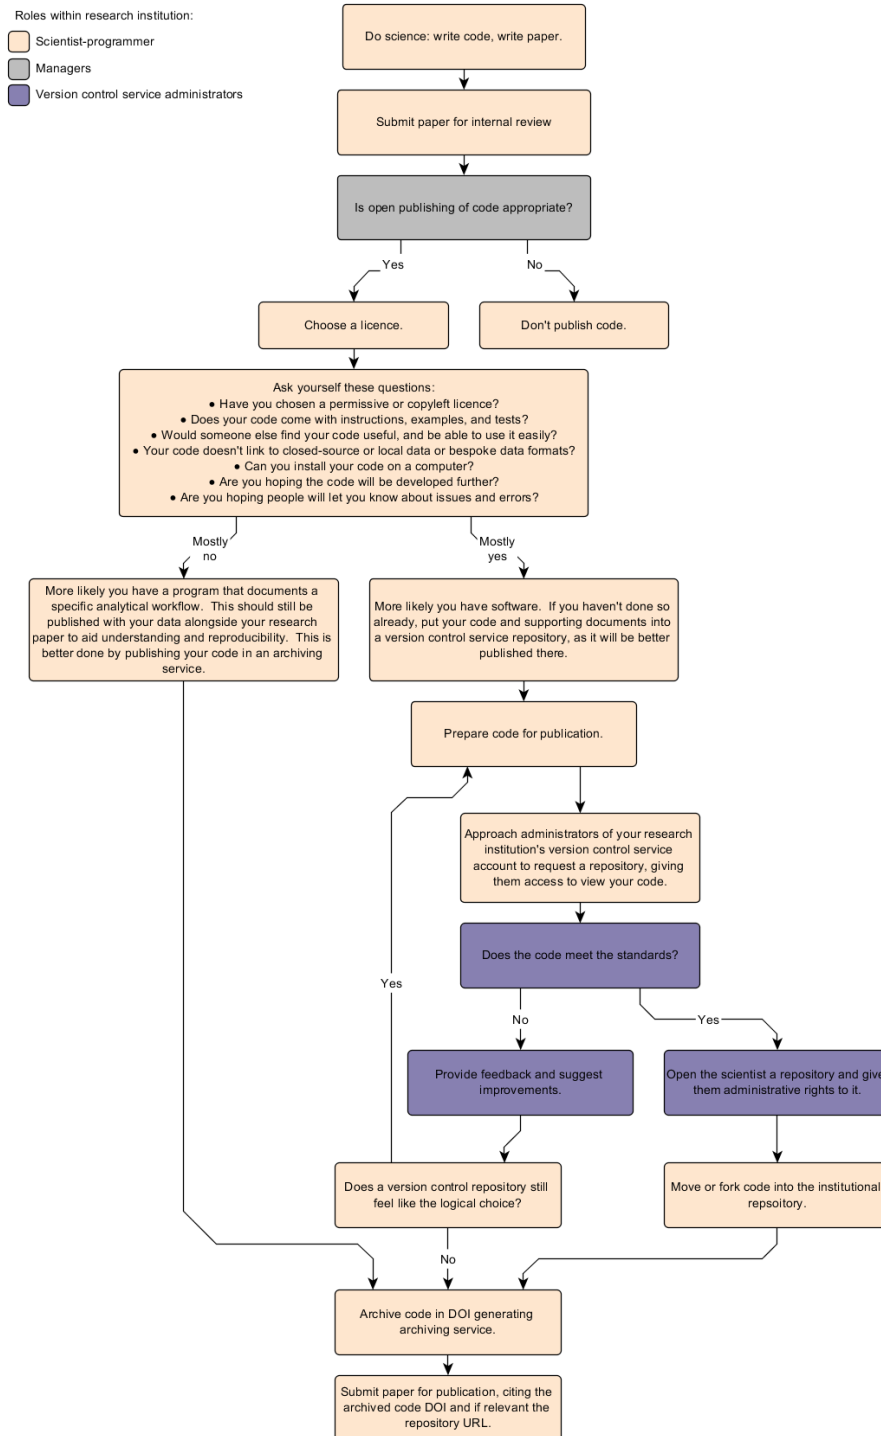 Roles within research institution:
Scientist-programmer
Managers
Version control service administrators
Do science: write code, write paper.
Submit paper for internal review
Is open publishing of code appropriate?
Yes
No
Choose a licence.
Don't publish code.
Ask yourself these questions:
● Have you chosen a permissive or copyleft licence?
● Does your code come with instructions, examples, and tests?
● Would someone else find your code useful, and be able to use it easily?
● Your code doesn't link to closed-source or local data or bespoke data formats?
● Can you install your code on a computer?
● Are you hoping the code will be developed further?
● Are you hoping people will let you know about issues and errors?
Mostly
no
Mostly
yes
More likely you have a program that documents a
specific analytical workflow.  This should still be
published with your data alongside your research
paper to aid understanding and reproducibility.  This is
better done by publishing your code in an archiving
service.
More likely you have software.  If you haven't done so
already, put your code and supporting documents into
a version control service repository, as it will be better
published there.
Prepare code for publication.
Approach administrators of your research
institution's version control service
account to request a repository, giving
them access to view your code.
Does the code meet the standards?
Yes
No
Yes
Provide feedback and suggest
improvements.
Open the scientist a repository and give
them administrative rights to it.
Does a version control repository still
feel like the logical choice?
Move or fork code into the institutional
repsoitory.
No
Archive code in DOI generating
archiving service.
Submit paper for publication, citing the
archived code DOI and if relevant the
repository URL.